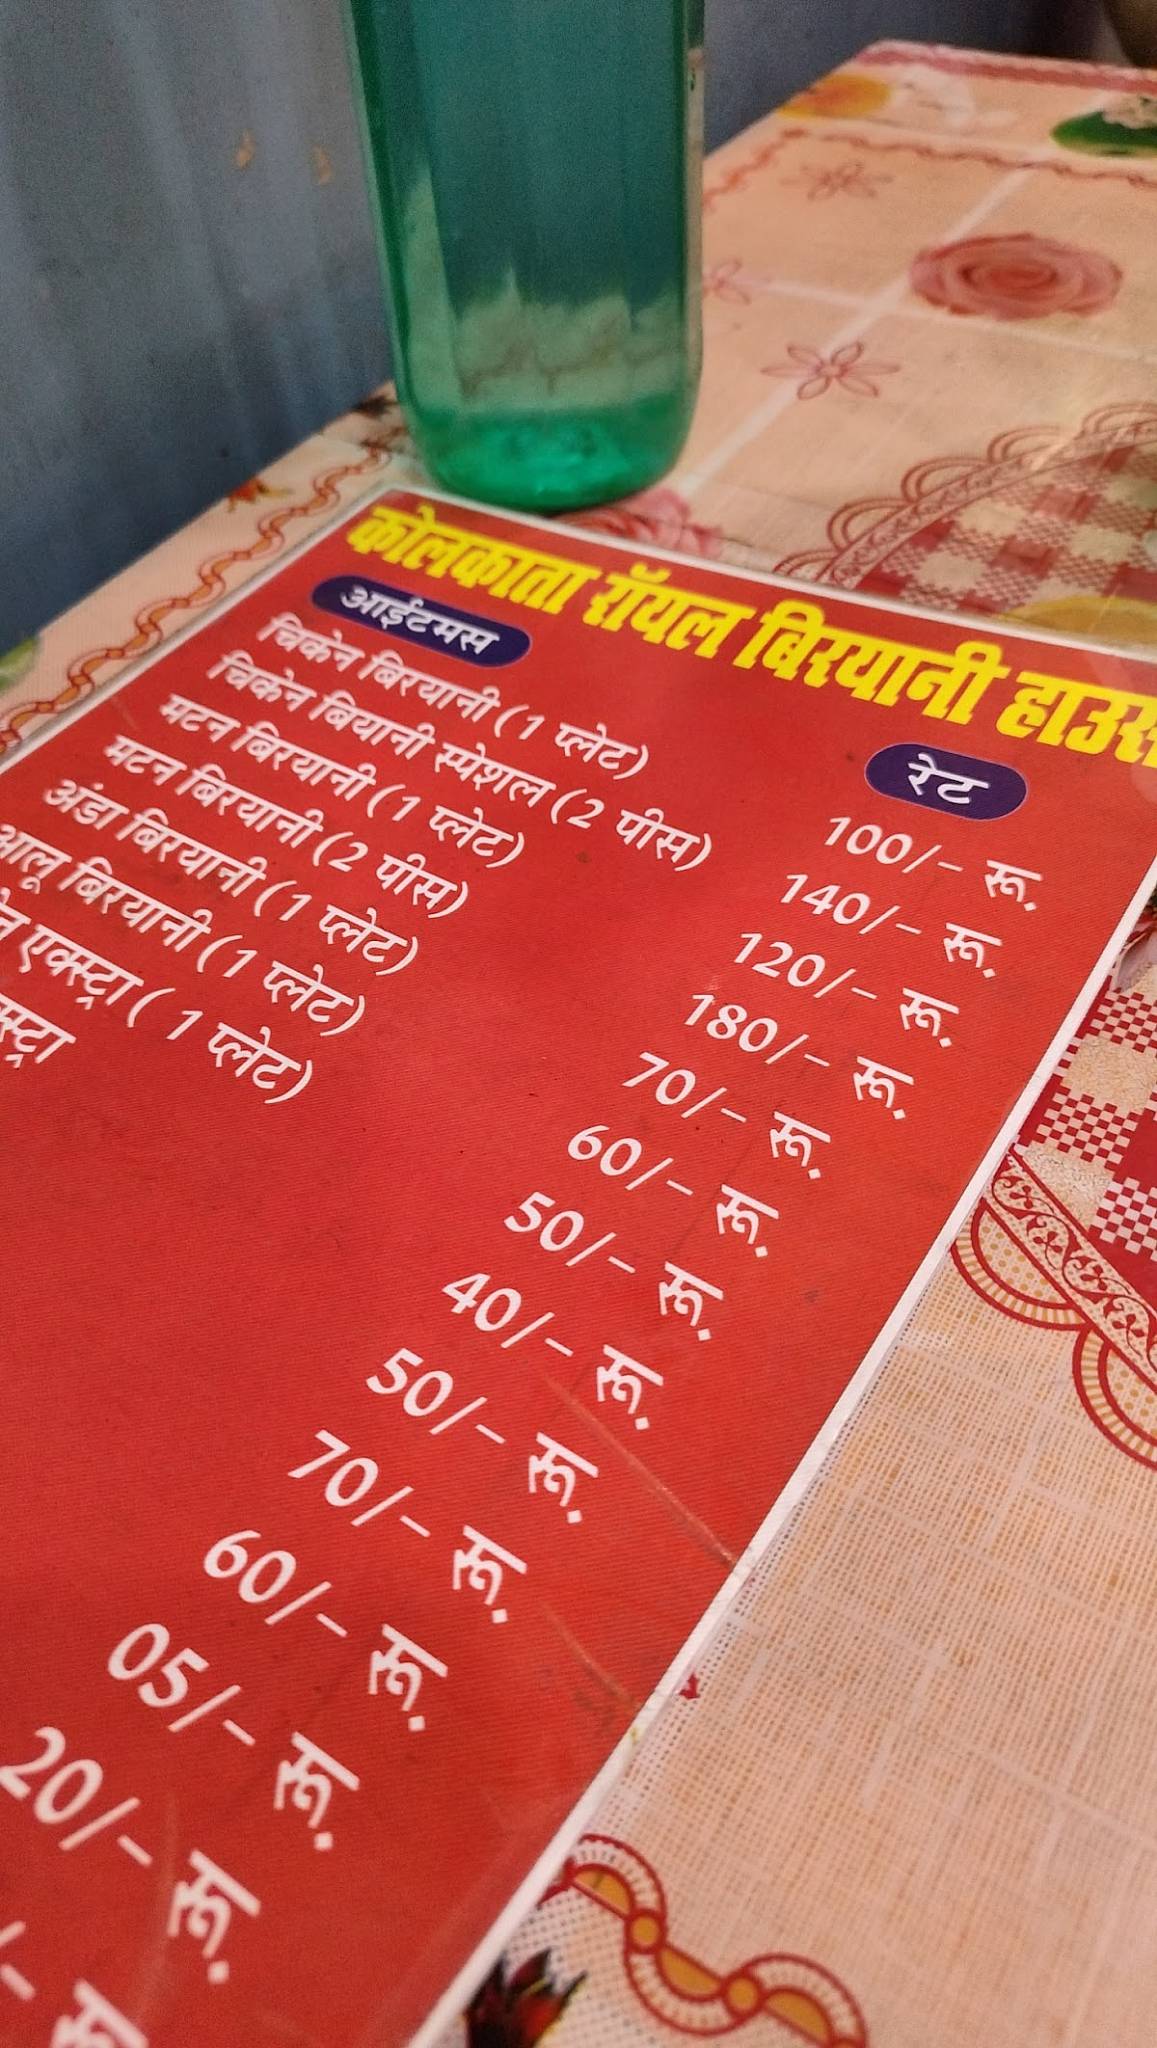 कोलकाता रॉयल बिरयानी हाउस
आईटमस रेट
चिकेन बिरयानी (1 प्लेट) 100/- रू.
चिकेन बियानी स्पेशल (2 पीस) 140/- रू.
मटन बिरयानी (1 प्लेट) 120/- रू.
मटन बिरयानी (2 पीस) 180/- रू.
अंडा बिरयानी (1 प्लेट) 70/- रू.
आलू बिरयानी (1 प्लेट) 60/- रू.
एक्स्ट्रा ( 1 प्लेट) 50/- रू.
40/- रू.
50/- रू.
70/- रू.
60/- रू.
05/- रू.
20/- रू.